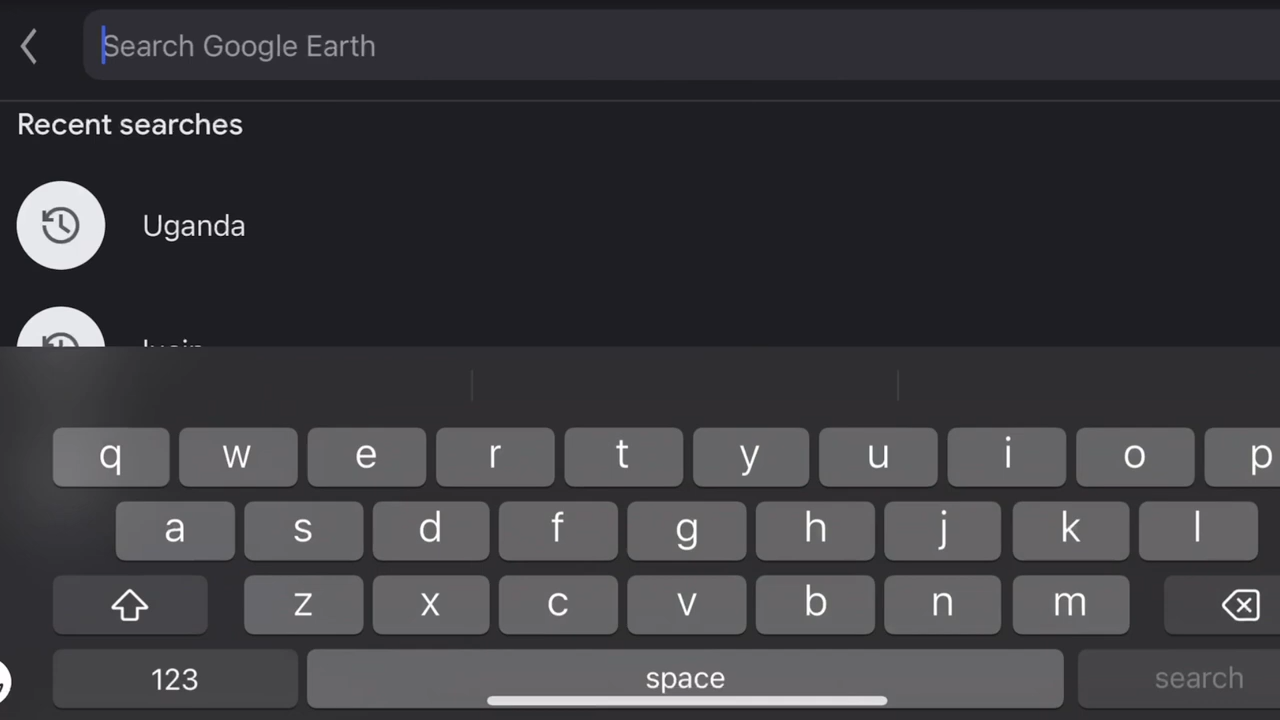 Search Google Earth
Recent searches
Uganda
q w e r t y u i o p
a s d f g h j k l
z x c v b n m
123 space search